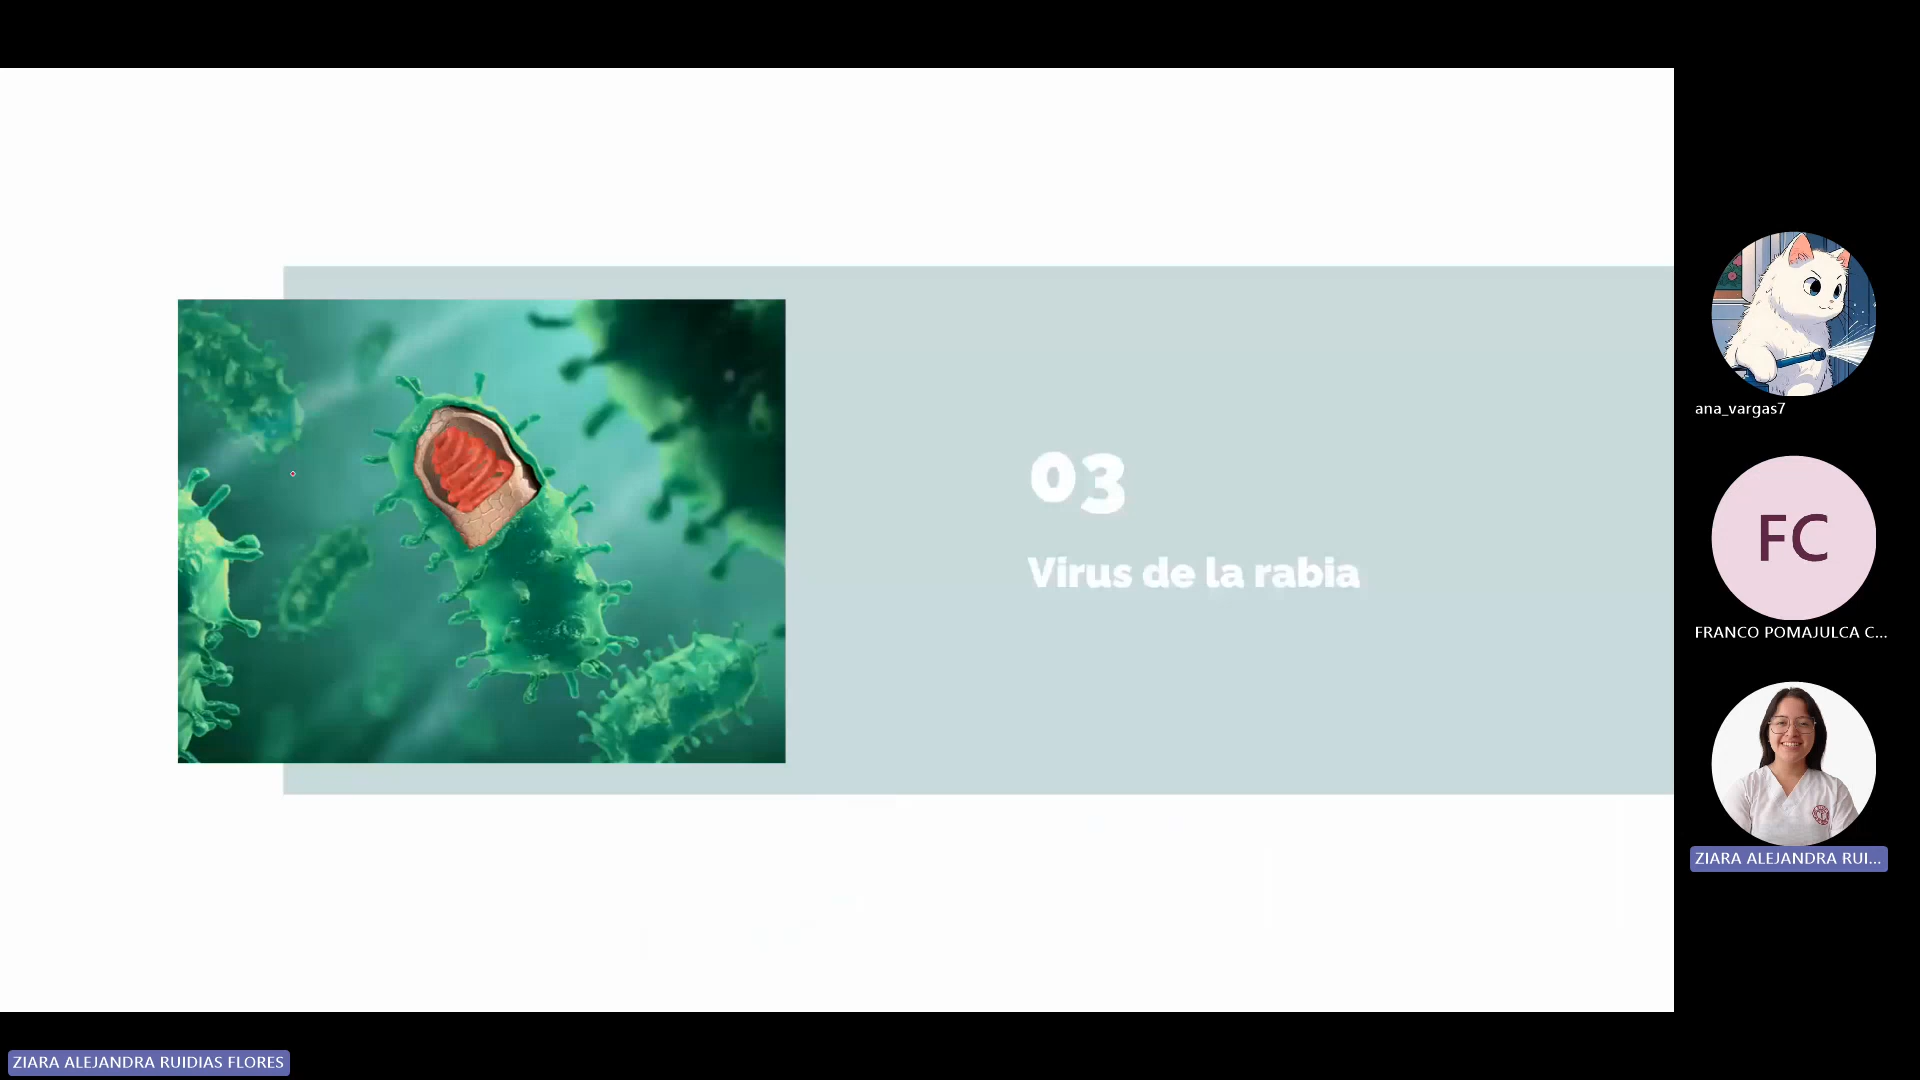 03
Virus de la rabia
ana_vargas7
FC
FRANCO POMAJULCA C...
ZIARA ALEJANDRA RUI...
ZIARA ALEJANDRA RUIDIAS FLORES